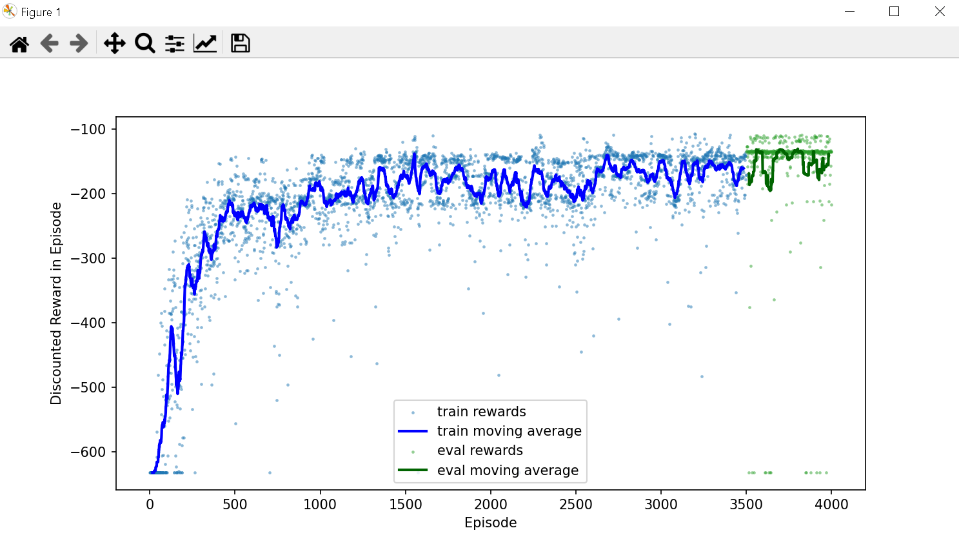 Figure 1
−100
−200
−300
−400
−500
−600
Discounted Reward in Episode
train rewards
train moving average
eval rewards
eval moving average
0 500 1000 1500 2000 2500 3000 3500 4000
Episode